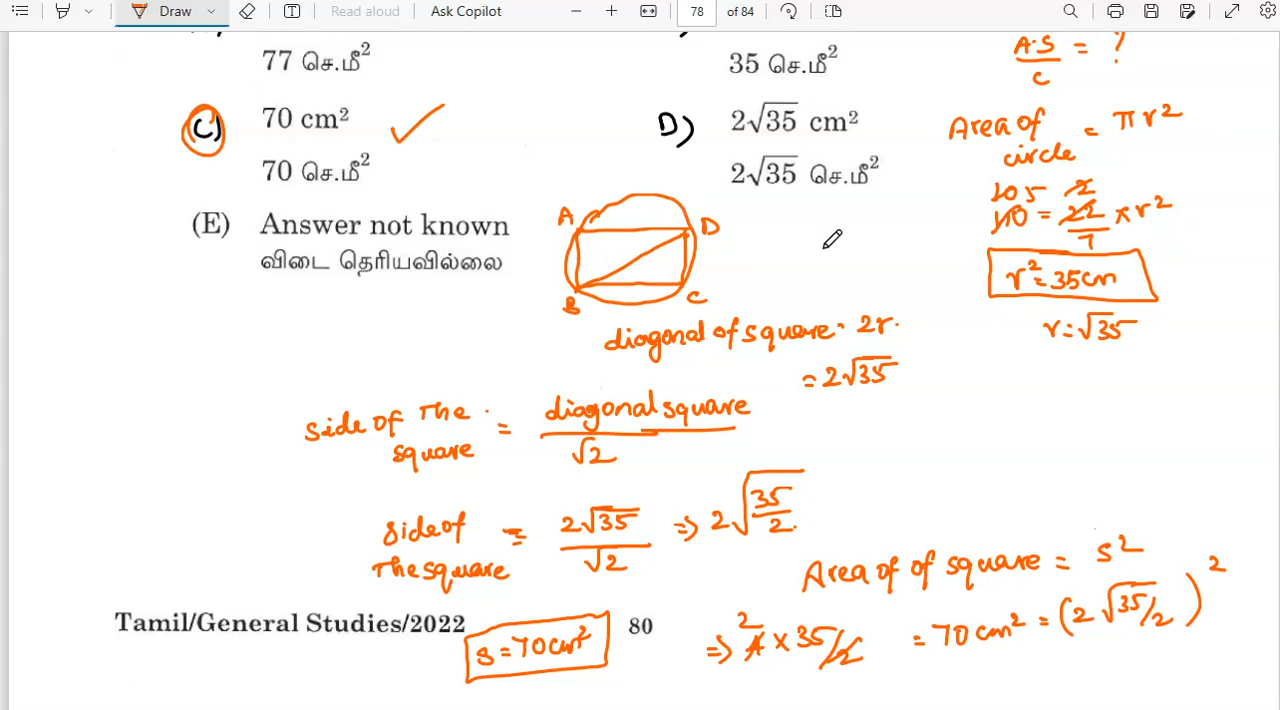 Draw
Read aloud
Ask Copilot
78 of 84
77 செ.மீ²
35 செ.மீ²
A.S/C = ?
C) 70 cm²
70 செ.மீ²
D) 2√35 cm²
2√35 செ.மீ²
(E) Answer not known
விடை தெரியவில்லை
Area of circle = πr²
110 = 22/7 × r²
r² = 35cm
r = √35
A
D
B
C
diagonal of square = 2r.
= 2√35
side of the square = diagonal square / √2
side of the square = 2√35 / √2 ⇒ 2√35/2
Area of of square = s²
⇒ 4 × 35/2 = 70 cm² = (2√35/2)²
s = 70cm²
Tamil/General Studies/2022
80